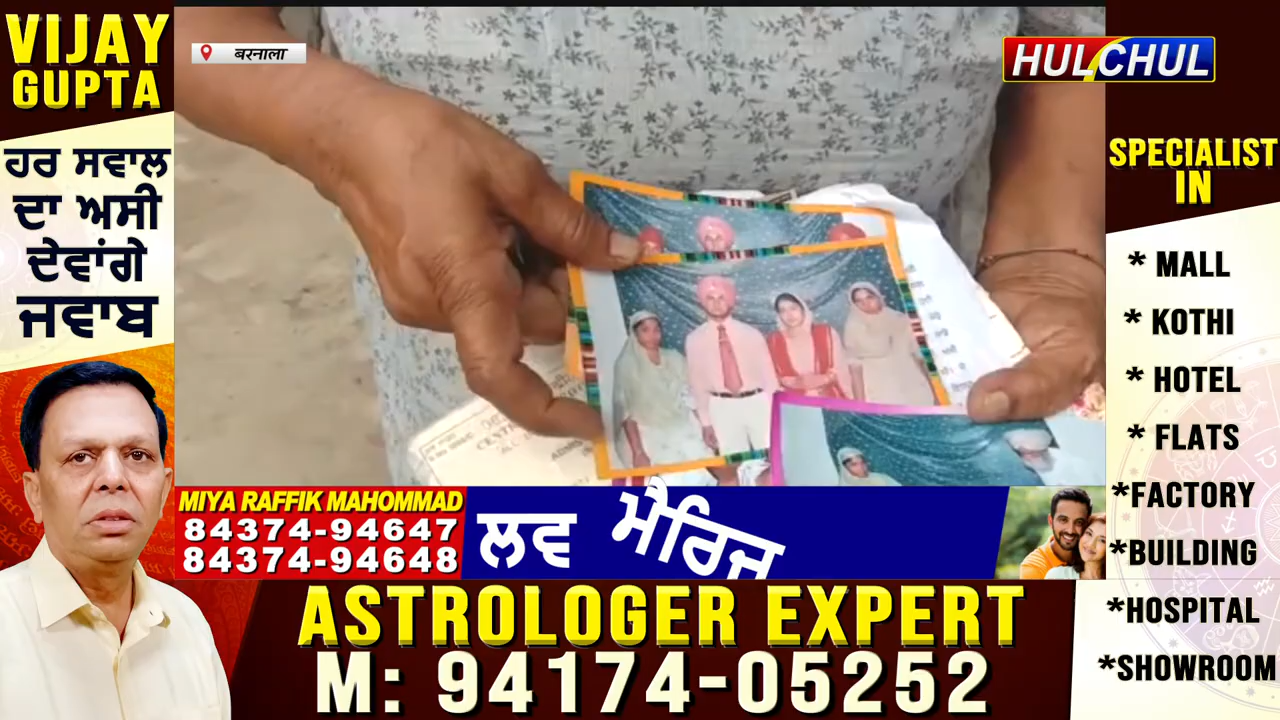 VIJAY
GUPTA
ਹਰ ਸਵਾਲ
ਦਾ ਅਸੀ
ਦੇਵਾਂਗੇ
ਜਵਾਬ
ਬਰਨਾਲਾ
HULCHUL
SPECIALIST
IN
* MALL
* KOTHI
* HOTEL
* FLATS
*FACTORY
*BUILDING
*HOSPITAL
*SHOWROOM
MIYA RAFFIK MAHOMMAD
84374-94647
84374-94648
ਲਵ ਮੈਰਿਜ
ASTROLOGER EXPERT
M: 94174-05252